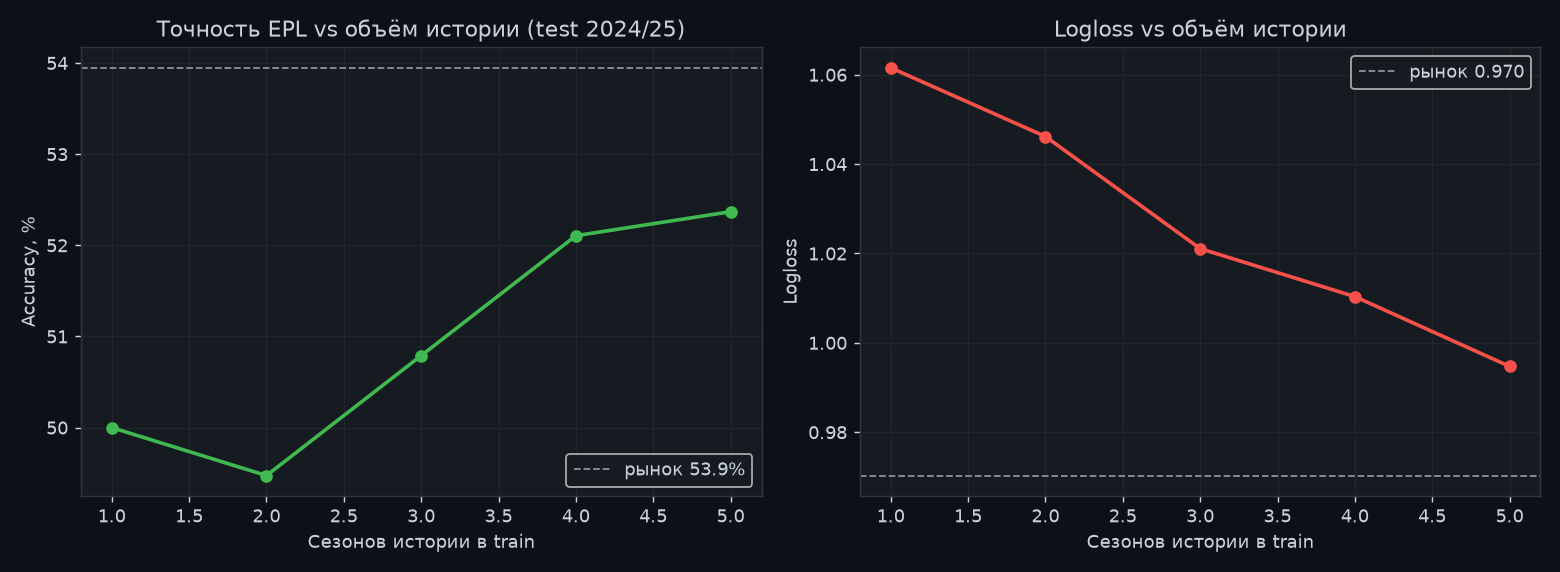 Точность EPL vs объём истории (test 2024/25)
54
53
52
51
50
Accuracy, %
рынок 53.9%
1.0 1.5 2.0 2.5 3.0 3.5 4.0 4.5 5.0
Сезонов истории в train
Logloss vs объём истории
1.06
1.04
1.02
1.00
0.98
Logloss
рынок 0.970
1.0 1.5 2.0 2.5 3.0 3.5 4.0 4.5 5.0
Сезонов истории в train